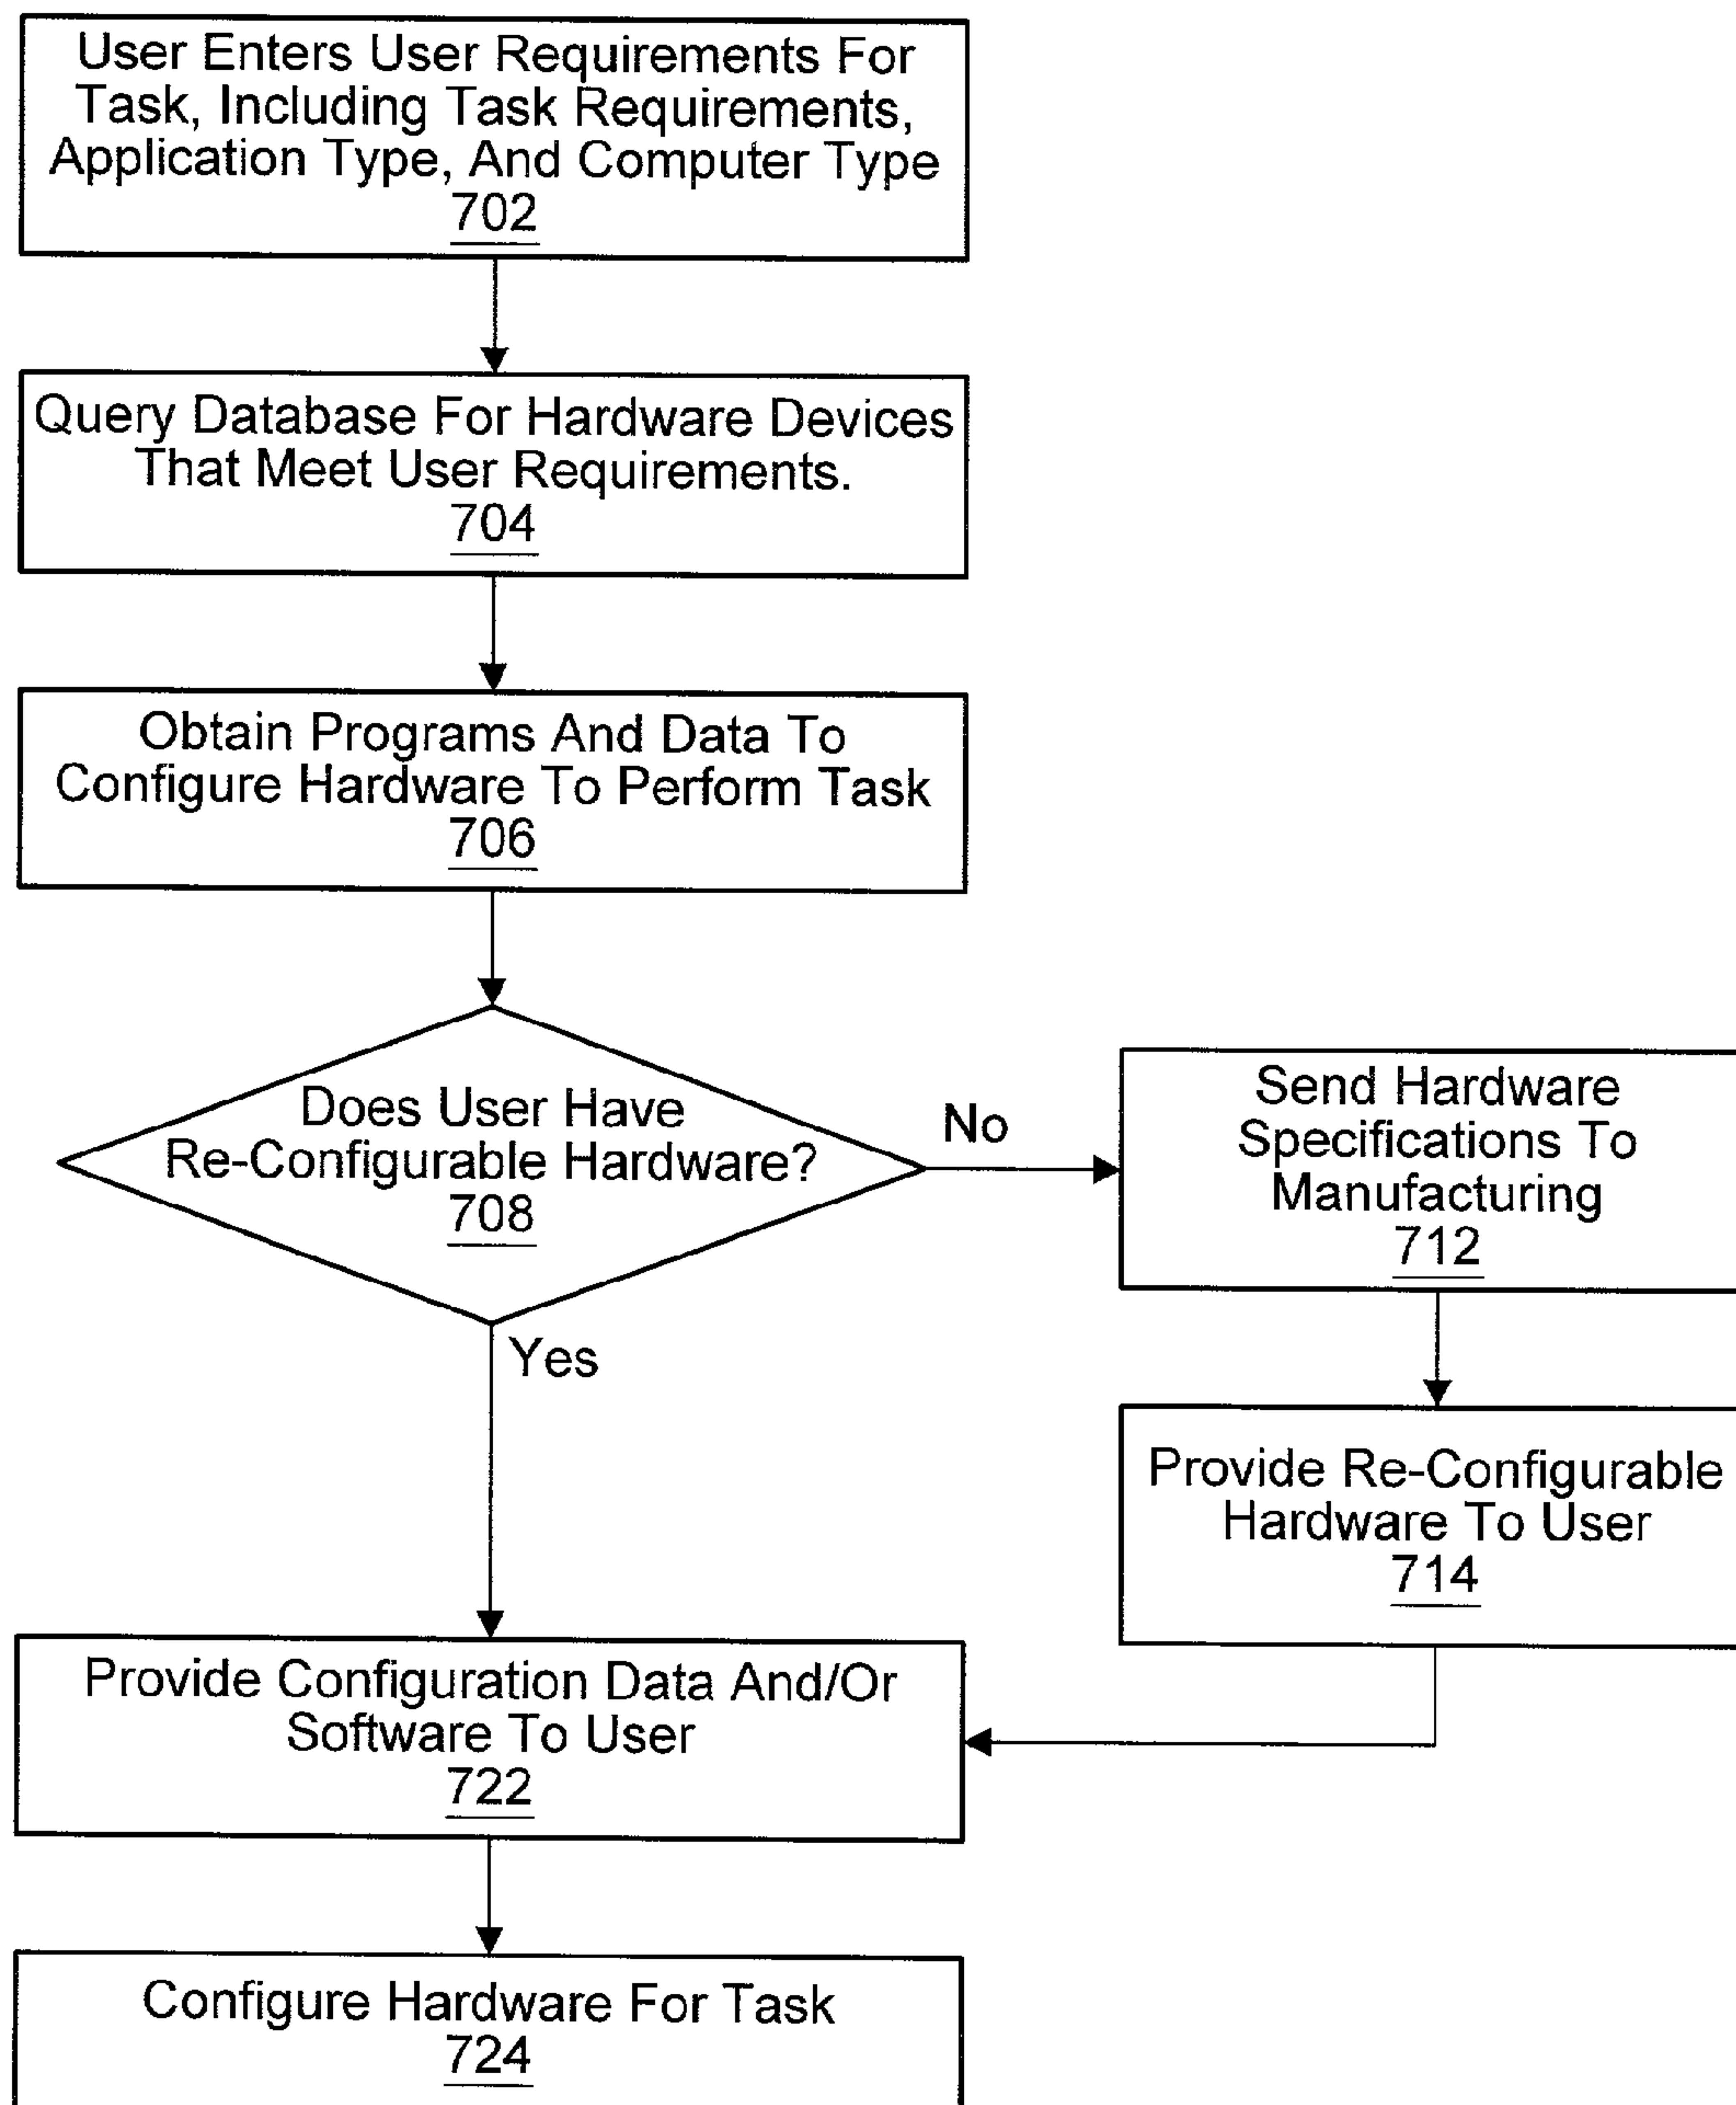 User Enters User Requirements For
Task, Including Task Requirements,
Application Type, And Computer Type
702
Query Database For Hardware Devices
That Meet User Requirements.
704
Obtain Programs And Data To
Configure Hardware To Perform Task
706
Does User Have
Re-Configurable Hardware?
708
No
Send Hardware
Specifications To
Manufacturing
712
Yes
Provide Re-Configurable
Hardware To User
714
Provide Configuration Data And/Or
Software To User
722
Configure Hardware For Task
724